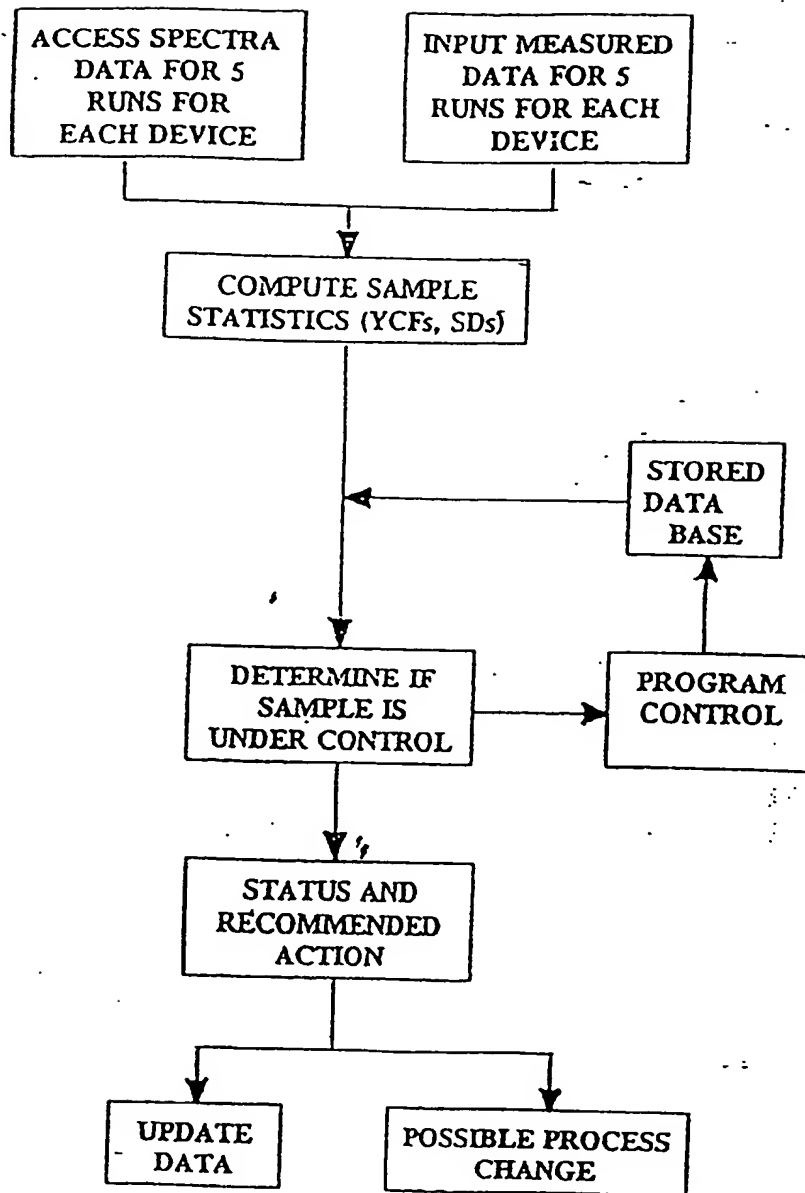 ACCESS SPECTRA
DATA FOR 5
RUNS FOR
EACH DEVICE
INPUT MEASURED
DATA FOR 5
RUNS FOR EACH
DEVICE
COMPUTE SAMPLE
STATISTICS (YCFs, SDs)
STORED
DATA
BASE
DETERMINE IF
SAMPLE IS
UNDER CONTROL
PROGRAM
CONTROL
STATUS AND
RECOMMENDED
ACTION
UPDATE
DATA
POSSIBLE PROCESS
CHANGE